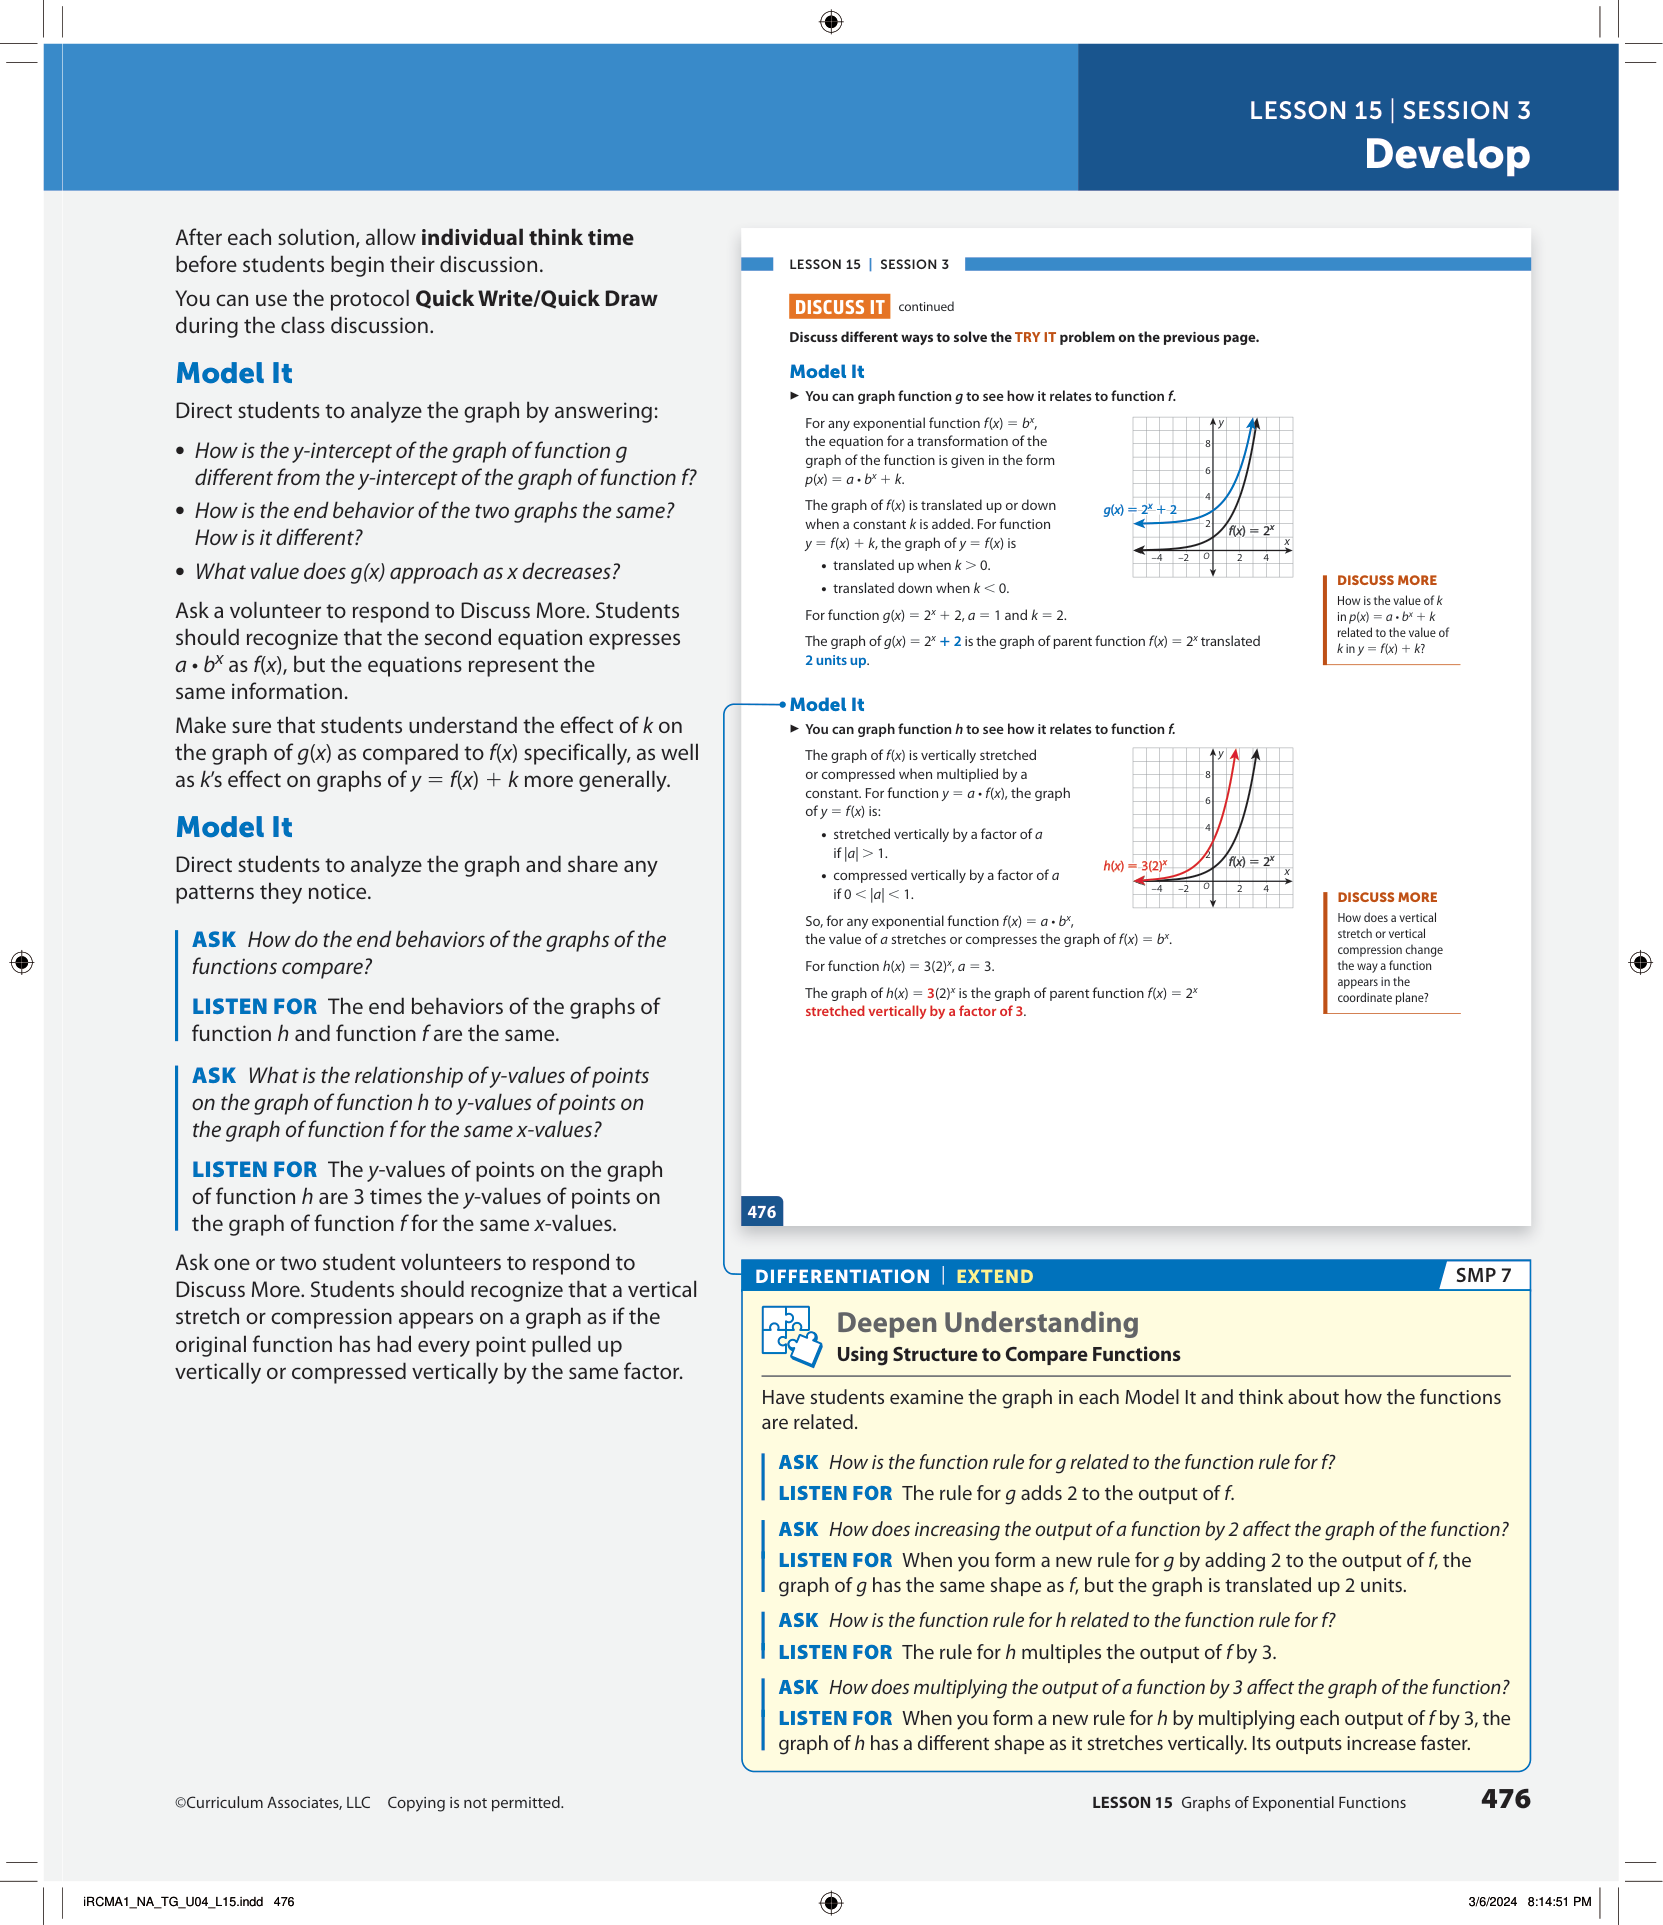 LESSON 15 | SESSION 3
Develop
After each solution, allow individual think time
before students begin their discussion.
You can use the protocol Quick Write/Quick Draw
during the class discussion.
Model It
Direct students to analyze the graph by answering:
• How is the y-intercept of the graph of function g
different from the y-intercept of the graph of function f?
• How is the end behavior of the two graphs the same?
How is it different?
• What value does g(x) approach as x decreases?
Ask a volunteer to respond to Discuss More. Students
should recognize that the second equation expresses
a • bˣ as f(x), but the equations represent the
same information.
Make sure that students understand the effect of k on
the graph of g(x) as compared to f(x) specifically, as well
as k's effect on graphs of y = f(x) + k more generally.
Model It
Direct students to analyze the graph and share any
patterns they notice.
ASK How do the end behaviors of the graphs of the
functions compare?
LISTEN FOR The end behaviors of the graphs of
function h and function f are the same.
ASK What is the relationship of y-values of points
on the graph of function h to y-values of points on
the graph of function f for the same x-values?
LISTEN FOR The y-values of points on the graph
of function h are 3 times the y-values of points on
the graph of function f for the same x-values.
Ask one or two student volunteers to respond to
Discuss More. Students should recognize that a vertical
stretch or compression appears on a graph as if the
original function has had every point pulled up
vertically or compressed vertically by the same factor.
LESSON 15 | SESSION 3
DISCUSS IT continued
Discuss different ways to solve the TRY IT problem on the previous page.
Model It
▶ You can graph function g to see how it relates to function f.
For any exponential function f(x) = bˣ,
the equation for a transformation of the
graph of the function is given in the form
p(x) = a • bˣ + k.
The graph of f(x) is translated up or down
when a constant k is added. For function
y = f(x) + k, the graph of y = f(x) is
• translated up when k > 0.
• translated down when k < 0.
For function g(x) = 2ˣ + 2, a = 1 and k = 2.
The graph of g(x) = 2ˣ + 2 is the graph of parent function f(x) = 2ˣ translated
2 units up.
y
8
6
4
g(x) = 2ˣ + 2
2
f(x) = 2ˣ
x
–4 –2 O 2 4
DISCUSS MORE
How is the value of k
in p(x) = a • bˣ + k
related to the value of
k in y = f(x) + k?
Model It
▶ You can graph function h to see how it relates to function f.
The graph of f(x) is vertically stretched
or compressed when multiplied by a
constant. For function y = a • f(x), the graph
of y = f(x) is:
• stretched vertically by a factor of a
if |a| > 1.
• compressed vertically by a factor of a
if 0 < |a| < 1.
So, for any exponential function f(x) = a • bˣ,
the value of a stretches or compresses the graph of f(x) = bˣ.
For function h(x) = 3(2)ˣ, a = 3.
The graph of h(x) = 3(2)ˣ is the graph of parent function f(x) = 2ˣ
stretched vertically by a factor of 3.
y
8
6
4
2
h(x) = 3(2)ˣ
f(x) = 2ˣ
x
–4 –2 O 2 4
DISCUSS MORE
How does a vertical
stretch or vertical
compression change
the way a function
appears in the
coordinate plane?
476
DIFFERENTIATION | EXTEND
SMP 7
Deepen Understanding
Using Structure to Compare Functions
Have students examine the graph in each Model It and think about how the functions
are related.
ASK How is the function rule for g related to the function rule for f?
LISTEN FOR The rule for g adds 2 to the output of f.
ASK How does increasing the output of a function by 2 affect the graph of the function?
LISTEN FOR When you form a new rule for g by adding 2 to the output of f, the
graph of g has the same shape as f, but the graph is translated up 2 units.
ASK How is the function rule for h related to the function rule for f?
LISTEN FOR The rule for h multiples the output of f by 3.
ASK How does multiplying the output of a function by 3 affect the graph of the function?
LISTEN FOR When you form a new rule for h by multiplying each output of f by 3, the
graph of h has a different shape as it stretches vertically. Its outputs increase faster.
©Curriculum Associates, LLC Copying is not permitted.
LESSON 15 Graphs of Exponential Functions 476
iRCMA1_NA_TG_U04_L15.indd 476
3/6/2024 8:14:51 PM